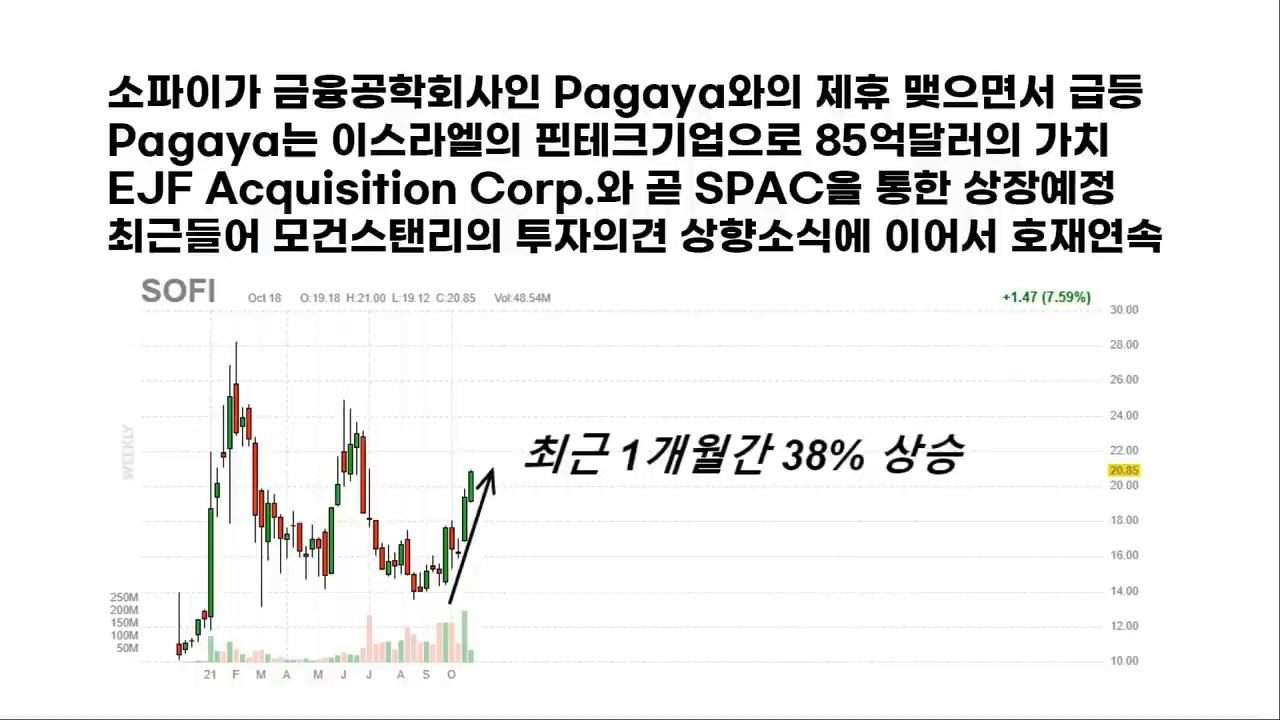 소파이가 금융공학회사인 Pagaya와의 제휴 맺으면서 급등
Pagaya는 이스라엘의 핀테크기업으로 85억달러의 가치
EJF Acquisition Corp.와 곧 SPAC을 통한 상장예정
최근들어 모건스탠리의 투자의견 상향소식에 이어서 호재연속
SOFI Oct 18 O:19.18 H:21.00 L:19.12 C:20.85 Vol:48.54M +1.47 (7.59%)
30.00
28.00
26.00
24.00
WEEKLY
최근 1개월간 38% 상승
22.00
20.85
20.00
18.00
16.00
14.00
250M
200M
150M
100M
50M
12.00
10.00
21 F M A M J J A S O